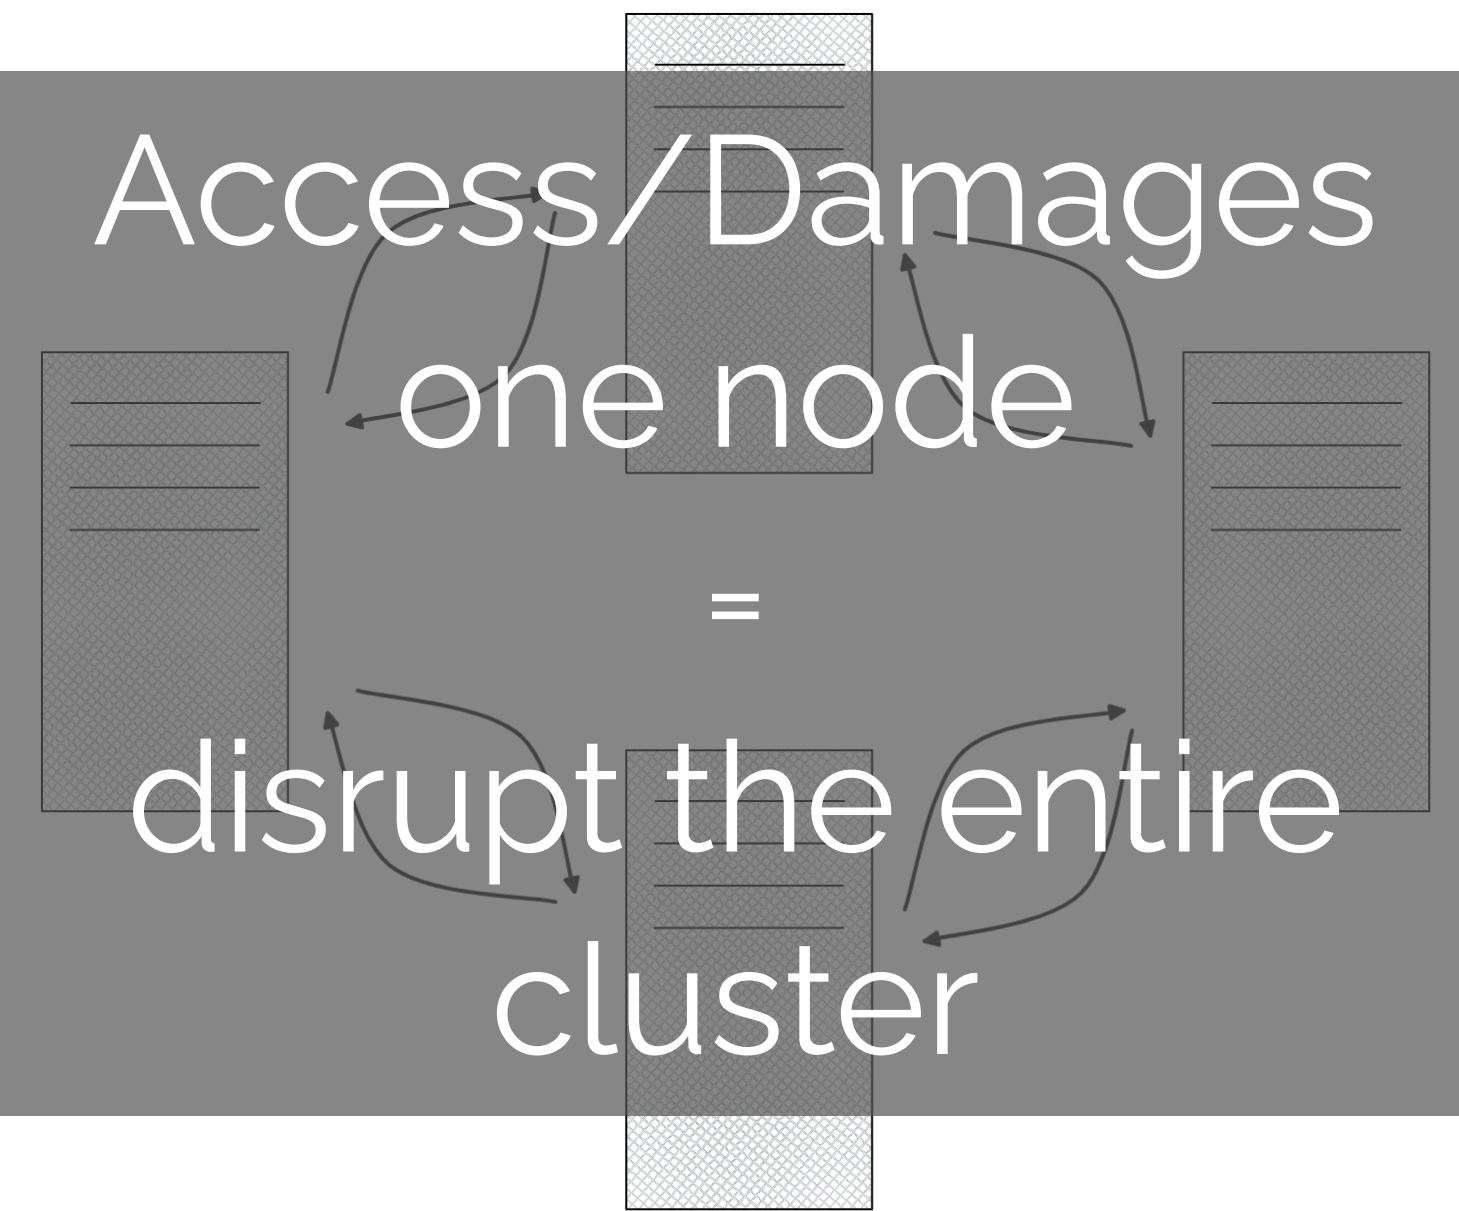 Access/Damages
one node
=
disrupt the entire
cluster